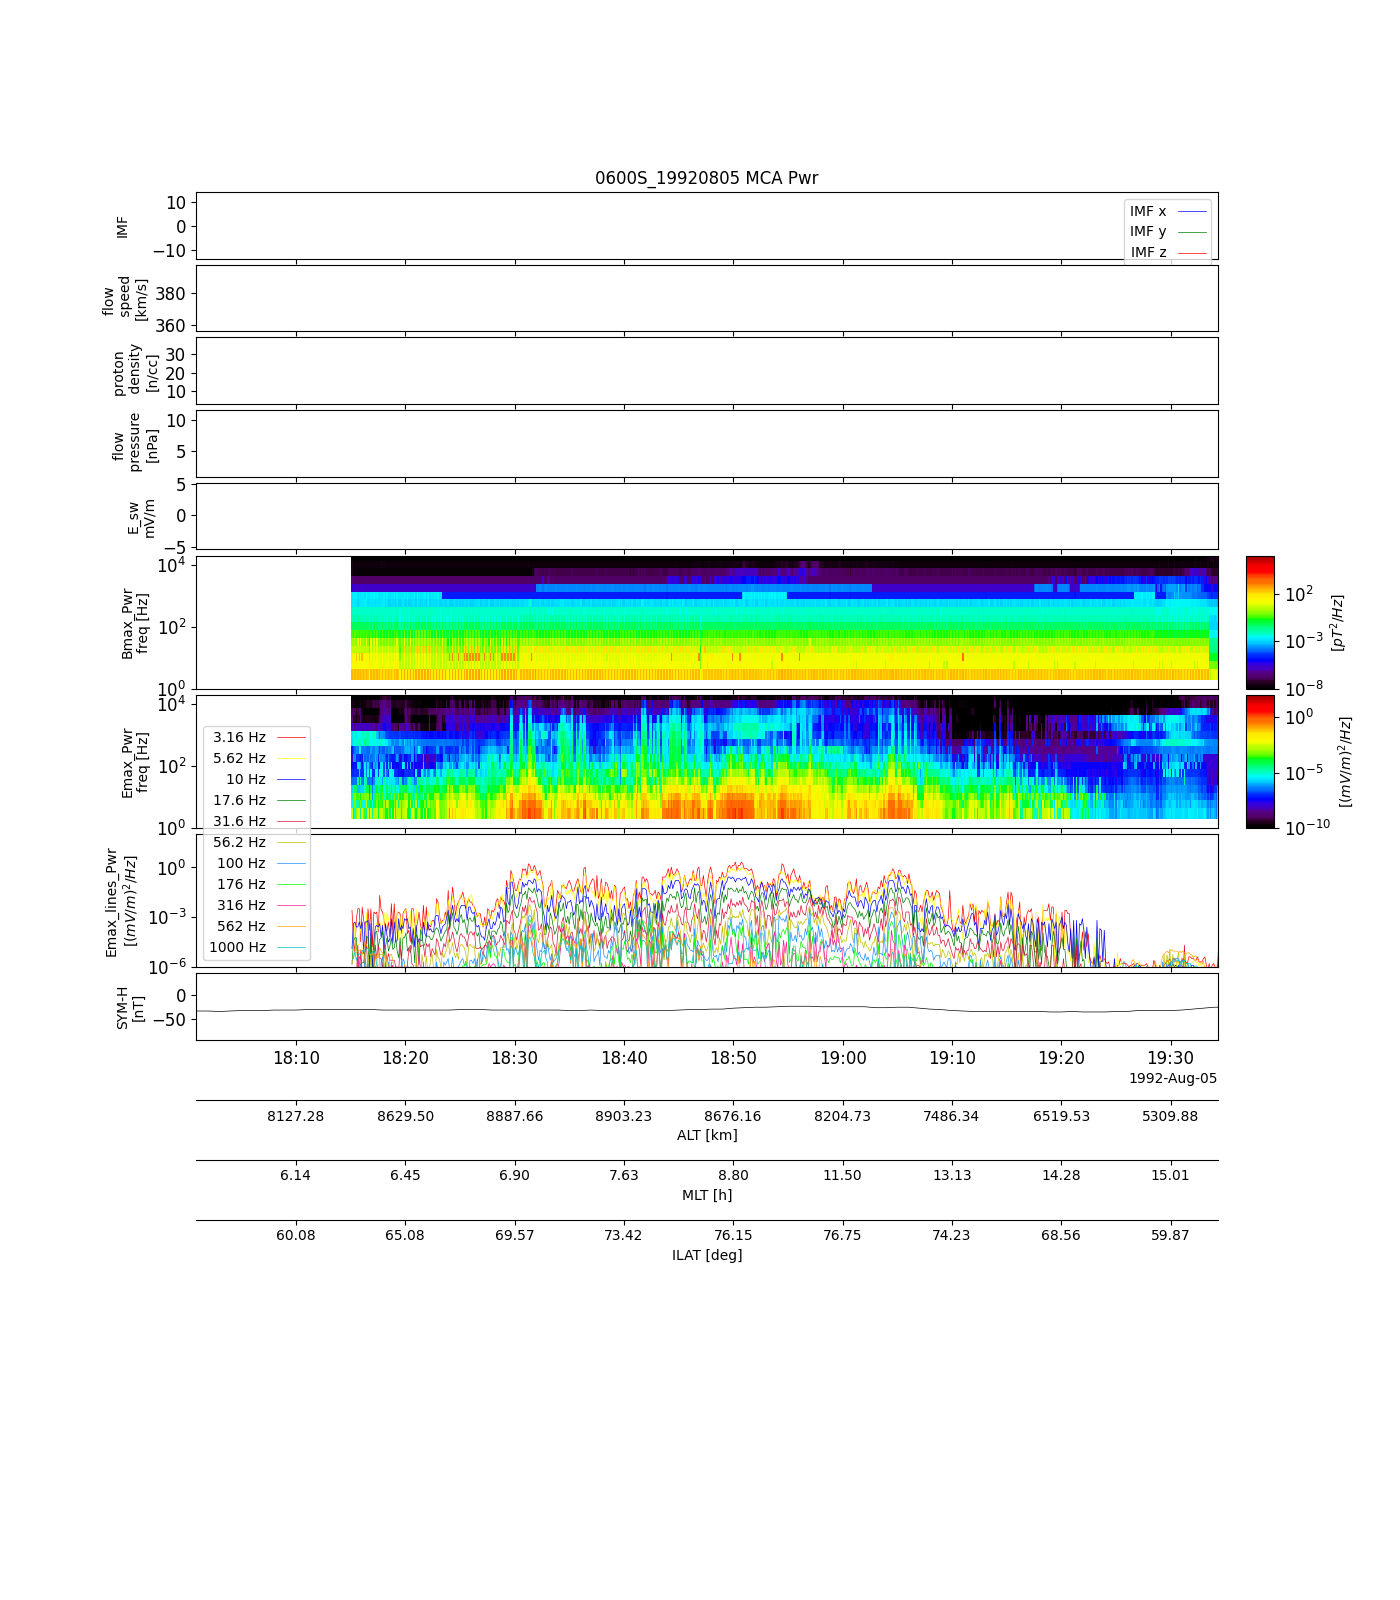 0600S_19920805 MCA Pwr
IMF
10
0
−10
IMF x
IMF y
IMF z
flow
speed
[km/s]
380
360
proton
density
[n/cc]
30
20
10
flow
pressure
[nPa]
10
5
E_sw
mV/m
5
0
−5
Bmax_Pwr
freq [Hz]
10^4
10^2
10^0
10^2
10^−3
10^−8
[pT^2/Hz]
Emax_Pwr
freq [Hz]
10^4
10^2
10^0
10^0
10^−5
10^−10
[(mV/m)^2/Hz]
3.16 Hz
5.62 Hz
10 Hz
17.6 Hz
31.6 Hz
56.2 Hz
100 Hz
176 Hz
316 Hz
562 Hz
1000 Hz
Emax_lines_Pwr
[(mV/m)^2/Hz]
10^0
10^−3
10^−6
SYM-H
[nT]
0
−50
18:10 18:20 18:30 18:40 18:50 19:00 19:10 19:20 19:30
1992-Aug-05
8127.28 8629.50 8887.66 8903.23 8676.16 8204.73 7486.34 6519.53 5309.88
ALT [km]
6.14 6.45 6.90 7.63 8.80 11.50 13.13 14.28 15.01
MLT [h]
60.08 65.08 69.57 73.42 76.15 76.75 74.23 68.56 59.87
ILAT [deg]